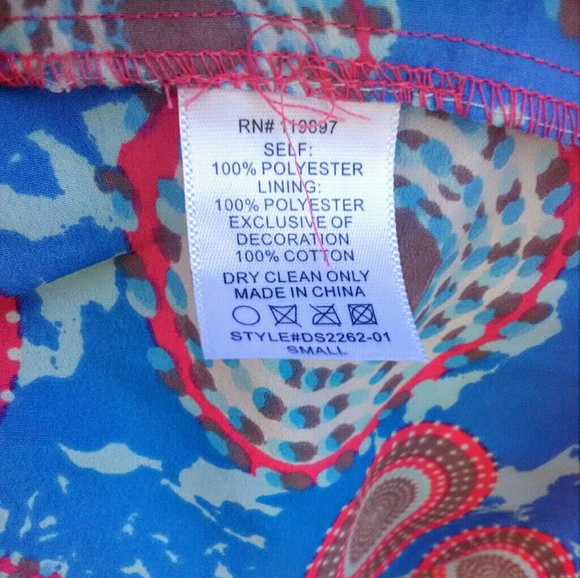 RN# 119897
SELF:
100% POLYESTER
LINING:
100% POLYESTER
EXCLUSIVE OF
DECORATION
100% COTTON
DRY CLEAN ONLY
MADE IN CHINA
STYLE#DS2262-01
SMALL